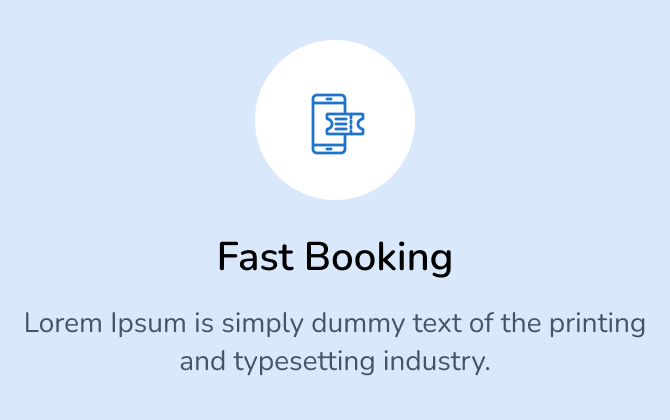 Fast Booking
Lorem Ipsum is simply dummy text of the printing
and typesetting industry.